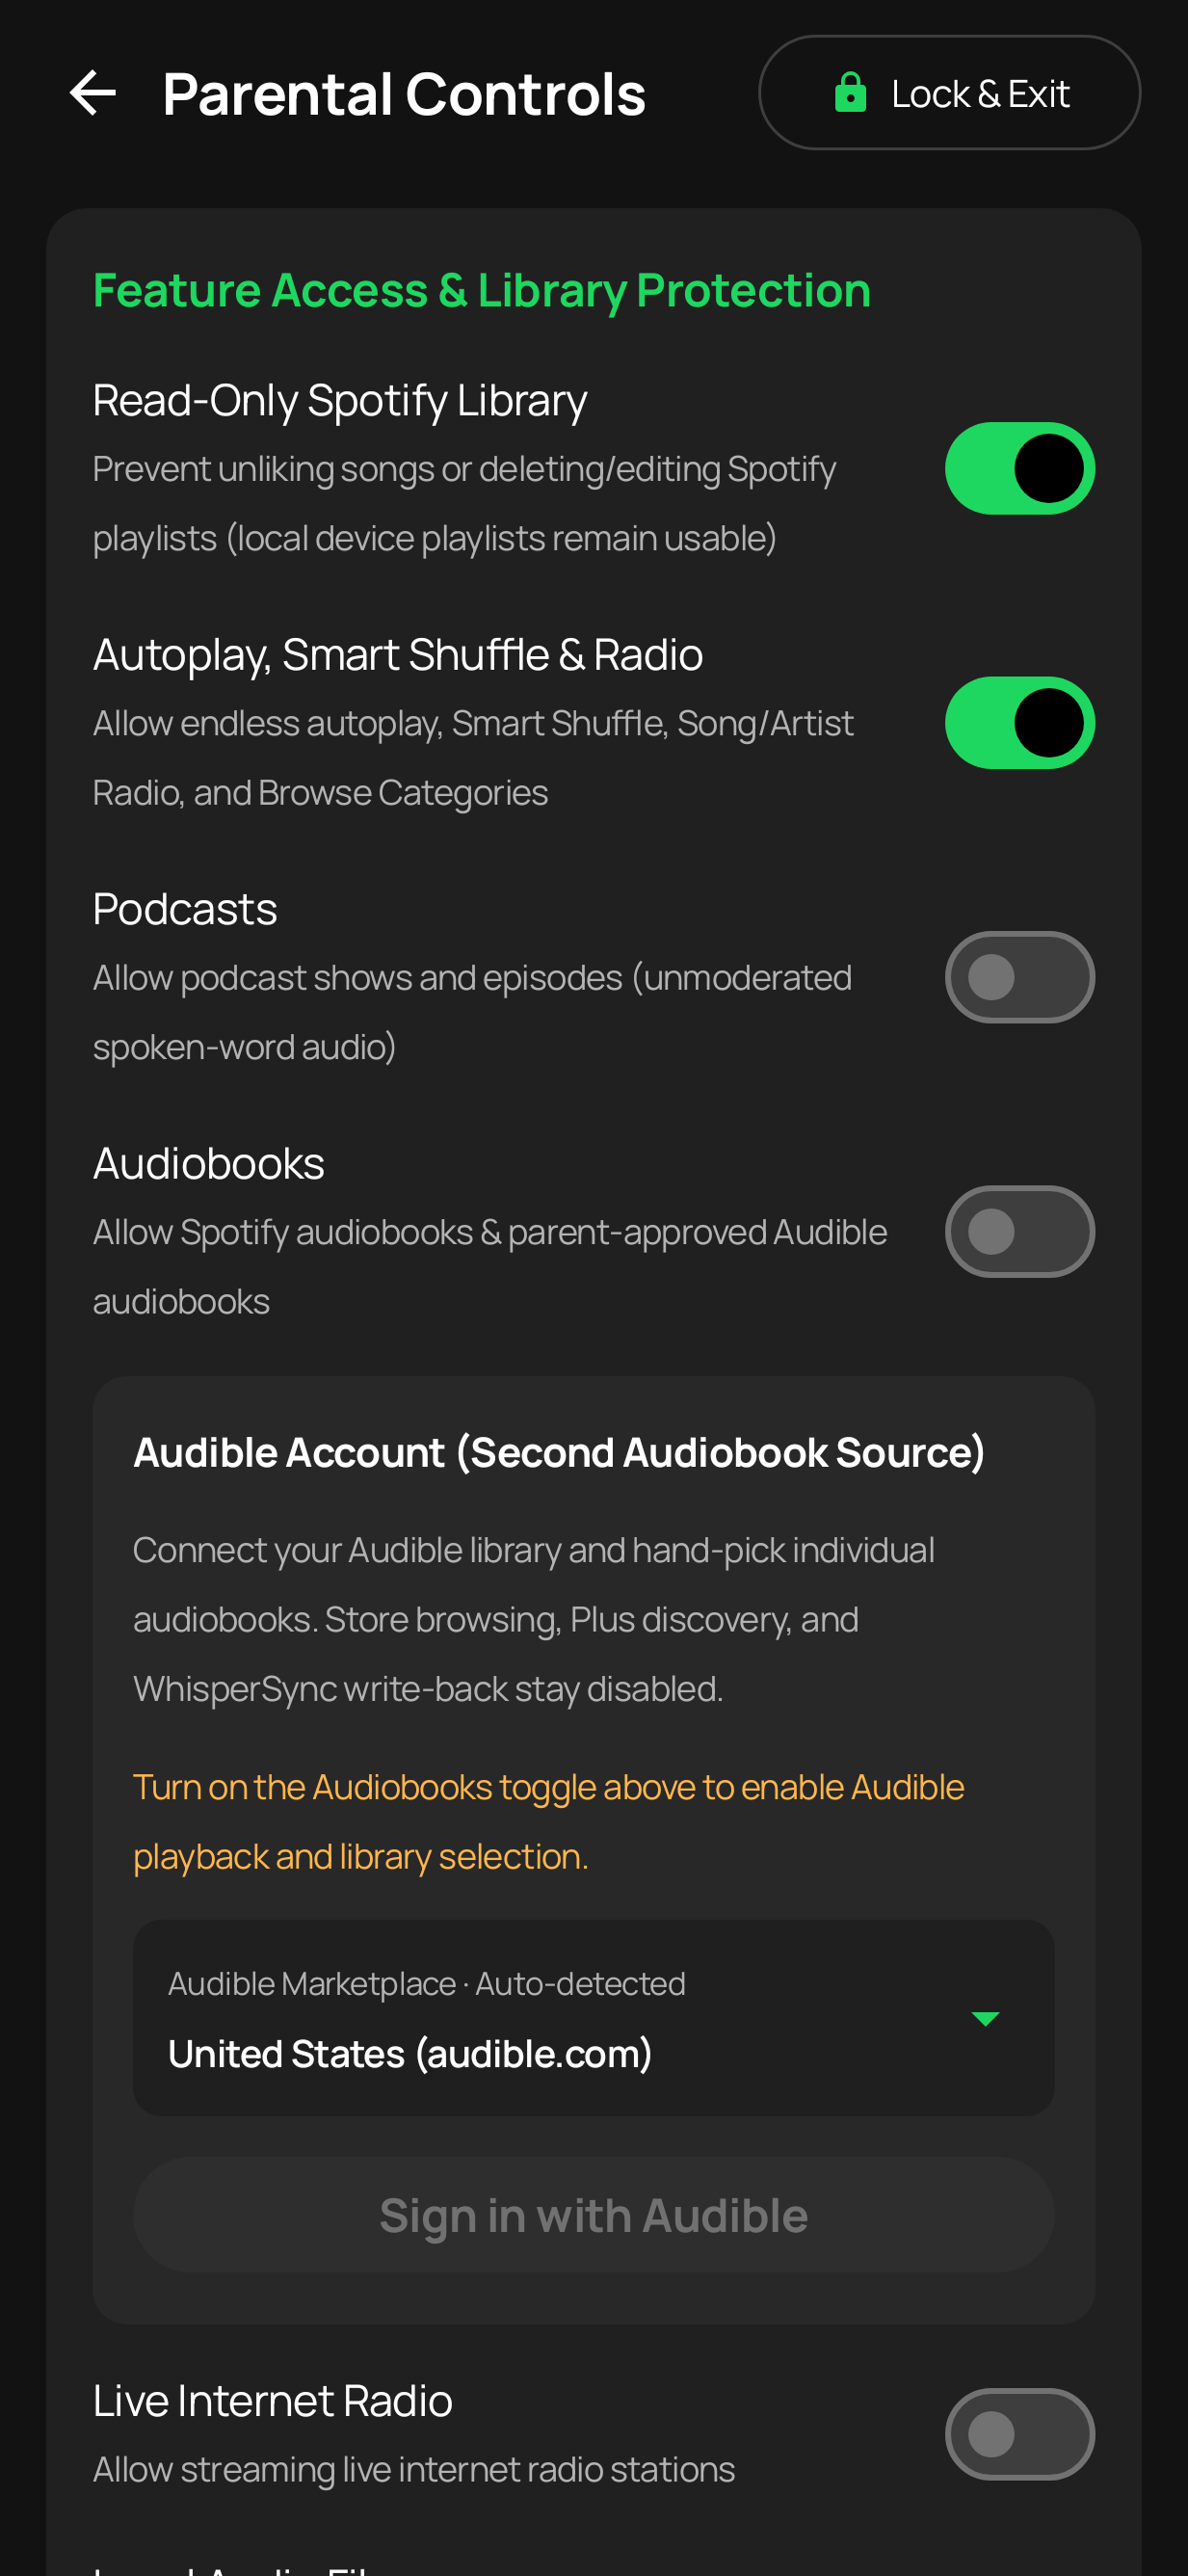 Parental Controls
Lock & Exit
Feature Access & Library Protection
Read-Only Spotify Library
Prevent unliking songs or deleting/editing Spotify
playlists (local device playlists remain usable)
Autoplay, Smart Shuffle & Radio
Allow endless autoplay, Smart Shuffle, Song/Artist
Radio, and Browse Categories
Podcasts
Allow podcast shows and episodes (unmoderated
spoken-word audio)
Audiobooks
Allow Spotify audiobooks & parent-approved Audible
audiobooks
Audible Account (Second Audiobook Source)
Connect your Audible library and hand-pick individual
audiobooks. Store browsing, Plus discovery, and
WhisperSync write-back stay disabled.
Turn on the Audiobooks toggle above to enable Audible
playback and library selection.
Audible Marketplace · Auto-detected
United States (audible.com)
Sign in with Audible
Live Internet Radio
Allow streaming live internet radio stations